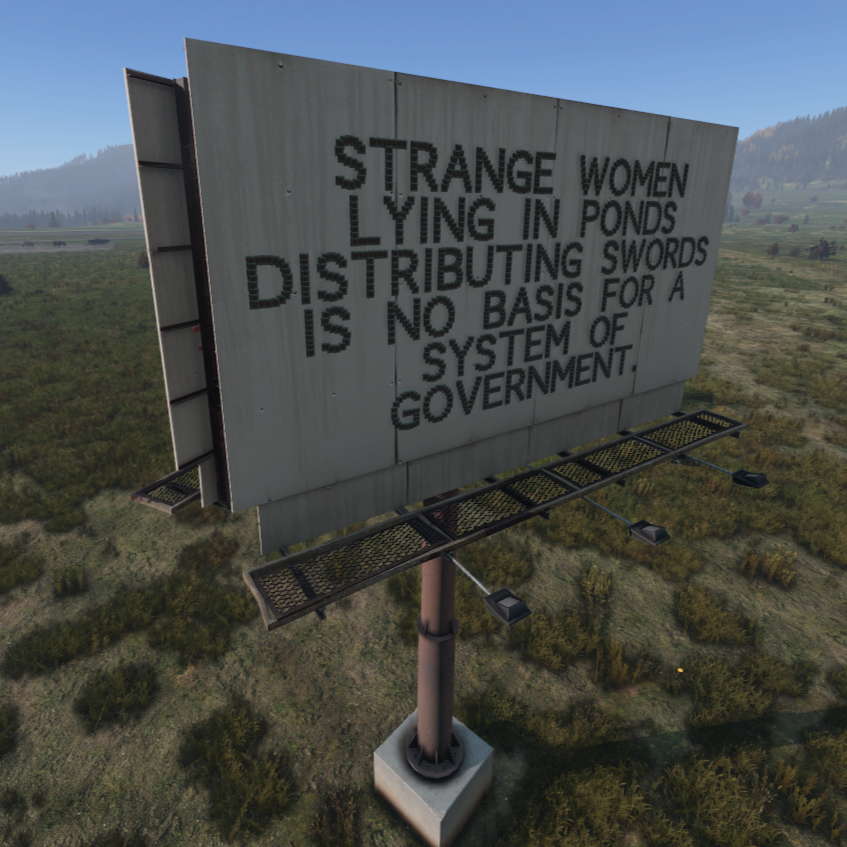 STRANGE WOMEN
LYING IN PONDS
DISTRIBUTING SWORDS
IS NO BASIS FOR A
SYSTEM OF
GOVERNMENT.